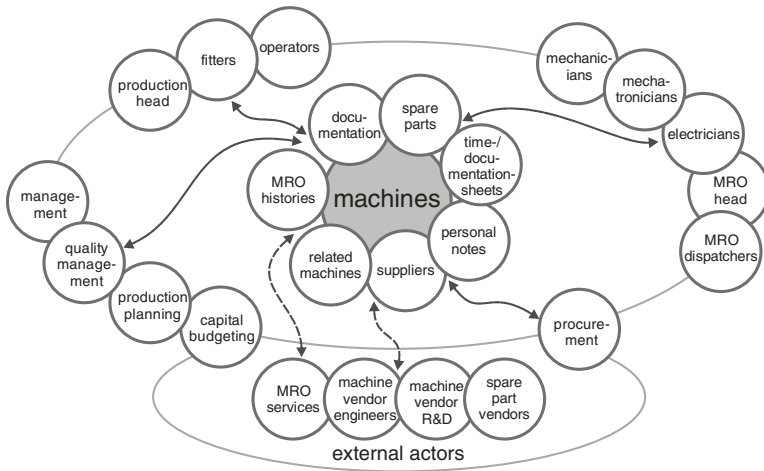 operators
fitters
production
head
mechanic-
ians
mecha-
tronicians
electricians
MRO
head
MRO
dispatchers
docu-
mentation
spare
parts
time-/
docu-
mentation-
sheets
MRO
histories
machines
personal
notes
related
machines
suppliers
manage-
ment
quality
manage-
ment
production
planning
capital
budgeting
procure-
ment
MRO
services
machine
vendor
engineers
machine
vendor
R&D
spare
part
vendors
external actors